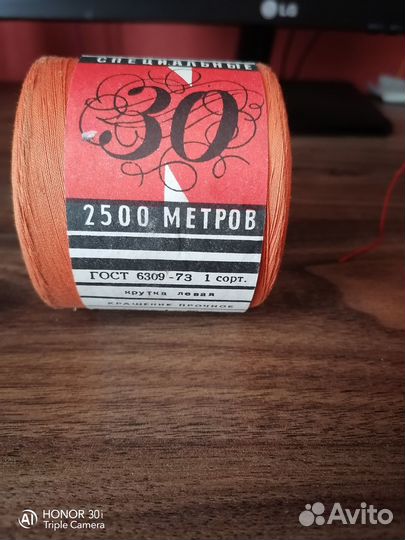 LG
СПЕЦИАЛЬНЫЕ
30
2500 МЕТРОВ
ГОСТ 6309-73 1 сорт.
крутка левая
КРАШЕНИЕ ПРОЧНОЕ
AI HONOR 30i
Triple Camera
Avito